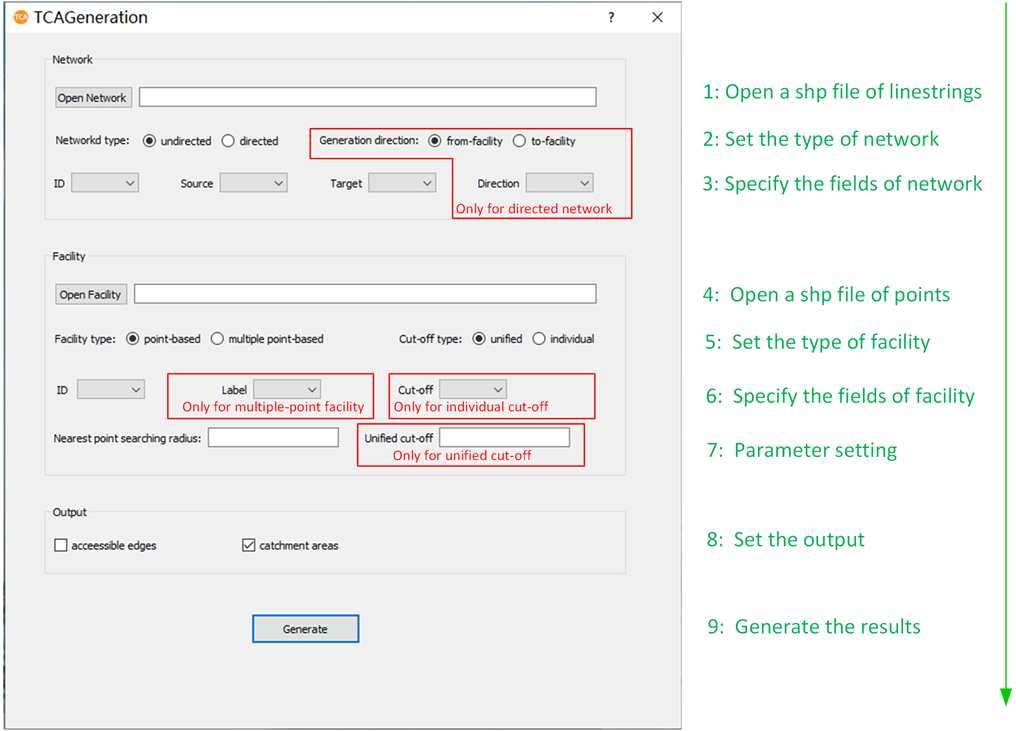 TCA TCAGeneration ? ×
Network
Open Network
1: Open a shp file of linestrings
Networkd type: undirected directed Generation direction: from-facility to-facility
2: Set the type of network
ID Source Target Direction
3: Specify the fields of network
Only for directed network
Facility
Open Facility
4: Open a shp file of points
Facility type: point-based multiple point-based Cut-off type: unified individual
5: Set the type of facility
ID Label Cut-off
6: Specify the fields of facility
Only for multiple-point facility Only for individual cut-off
Nearest point searching radius: Unified cut-off
7: Parameter setting
Only for unified cut-off
Output
acceessible edges catchment areas
8: Set the output
Generate
9: Generate the results